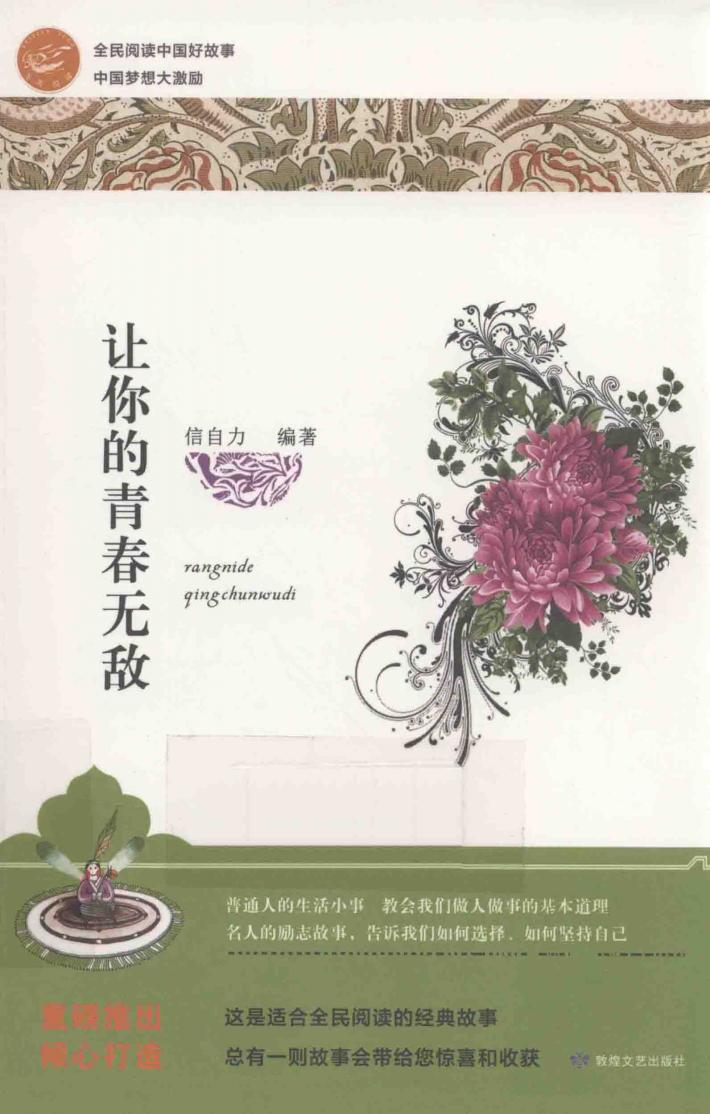 全民阅读中国好故事
中国梦想大激励
让你的青春无敌
信自力 编著
rangnide
qingchunwudi
普通人的生活小事 教会我们做人做事的基本道理
名人的励志故事，告诉我们如何选择、如何坚持自己
重磅推出
倾心打造
这是适合全民阅读的经典故事
总有一则故事会带给您惊喜和收获
敦煌文艺出版社